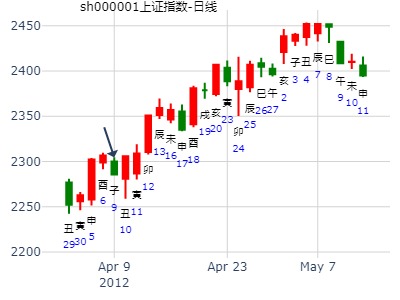 sh000001上证指数-日线
2450
2400
2350
2300
2250
2200
丑 29
寅 30
申 5
酉 6
子 9
丑 10
寅 11
卯 12
辰 13
未 16
申 17
酉 18
戌 19
亥 20
寅 23
卯 24
辰 25
巳 26
午 27
亥 2
子 3
丑 4
辰 7
巳 8
午 9
未 10
申 11
Apr 9
2012
Apr 23
May 7